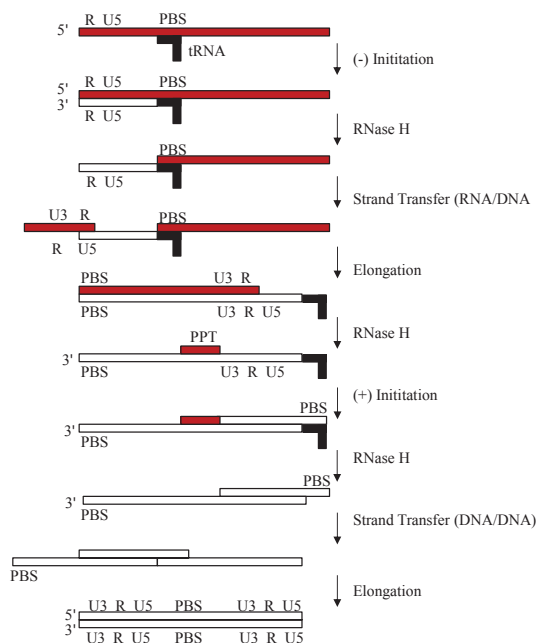 R U5 PBS
5'
tRNA
(-) Inititation
R U5
5'
3'
R U5
RNase H
PBS
R U5
Strand Transfer (RNA/DNA
U3 R PBS
R U5
Elongation
PBS U3 R
PBS U3 R U5
RNase H
PPT
3'
PBS U3 R U5
(+) Inititation
PBS
3'
PBS
RNase H
PBS
3'
PBS
Strand Transfer (DNA/DNA)
PBS
Elongation
U3 R U5 PBS U3 R U5
5'
3'
U3 R U5 PBS U3 R U5